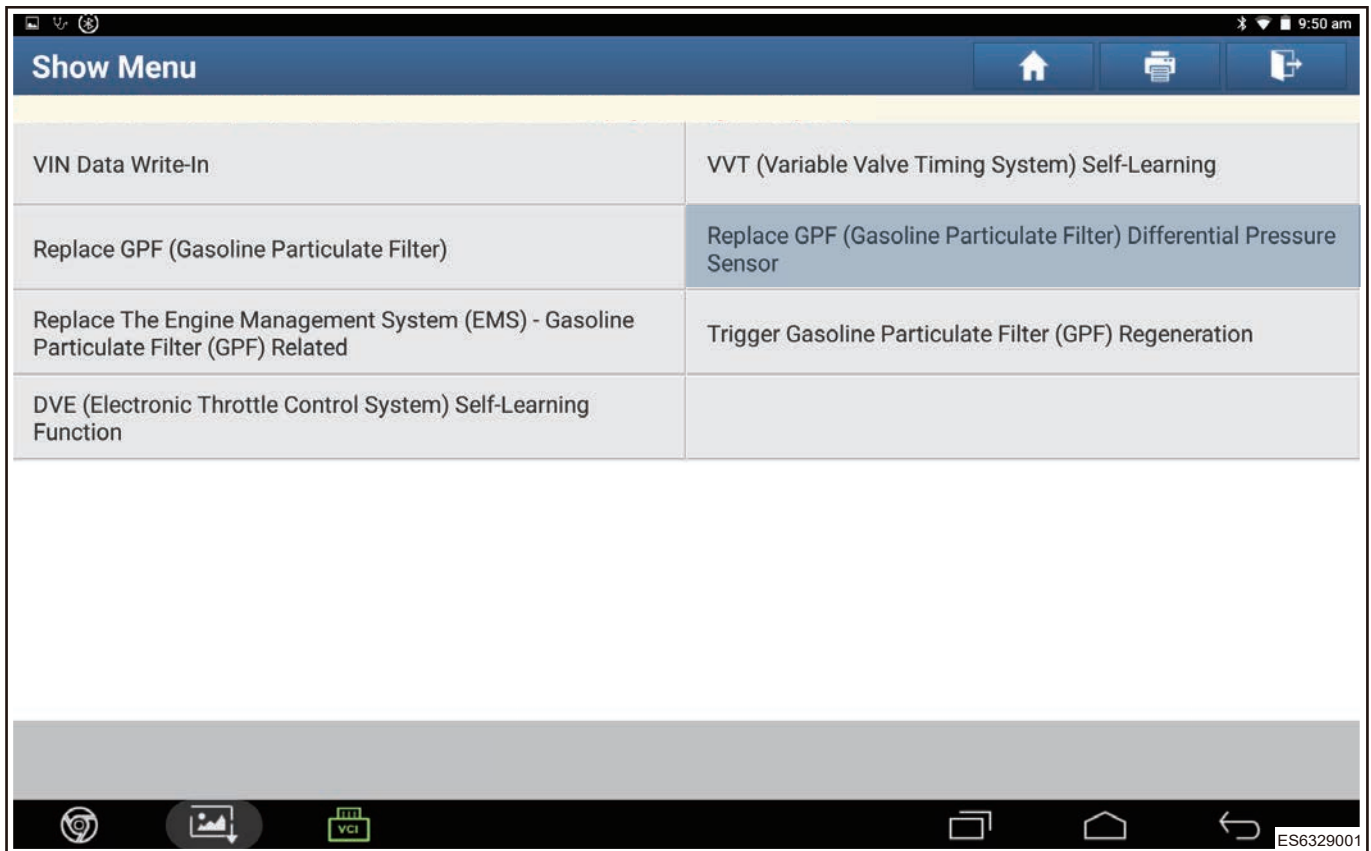 9:50 am
Show Menu
VIN Data Write-In
VVT (Variable Valve Timing System) Self-Learning
Replace GPF (Gasoline Particulate Filter)
Replace GPF (Gasoline Particulate Filter) Differential Pressure
Sensor
Replace The Engine Management System (EMS) - Gasoline
Particulate Filter (GPF) Related
Trigger Gasoline Particulate Filter (GPF) Regeneration
DVE (Electronic Throttle Control System) Self-Learning
Function
VCI
ES6329001